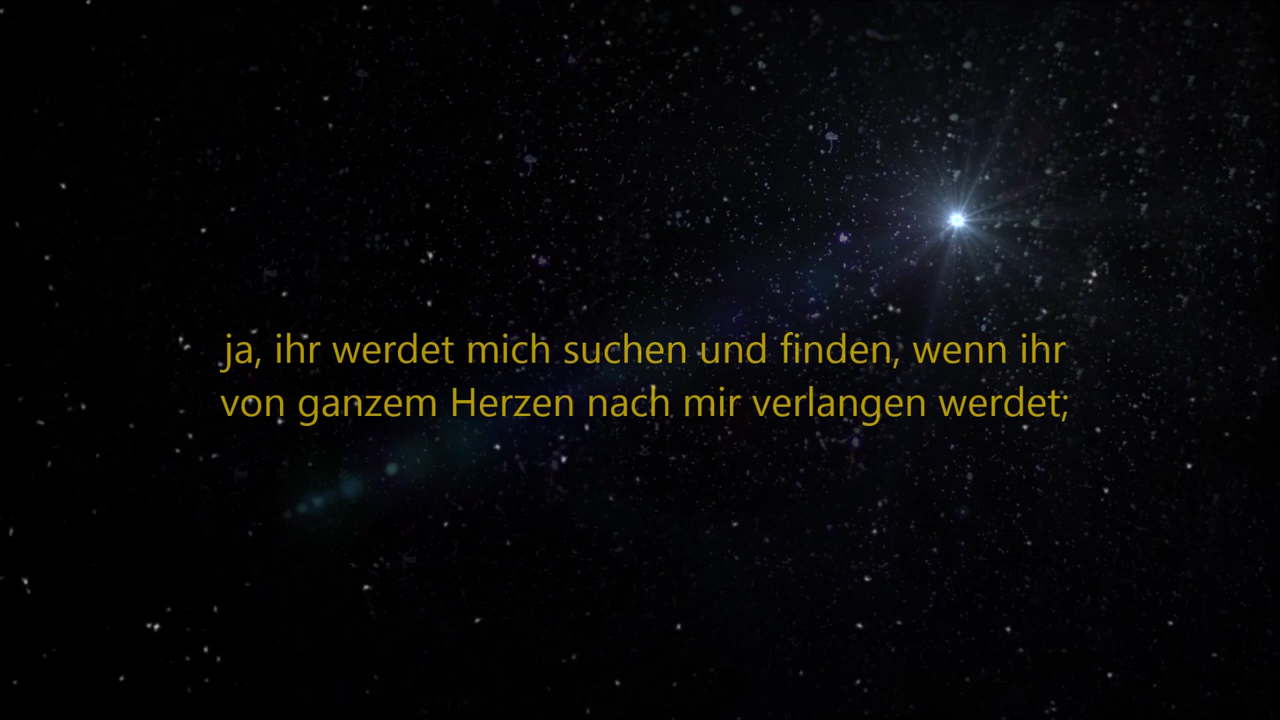 ja, ihr werdet mich suchen und finden, wenn ihr
von ganzem Herzen nach mir verlangen werdet;